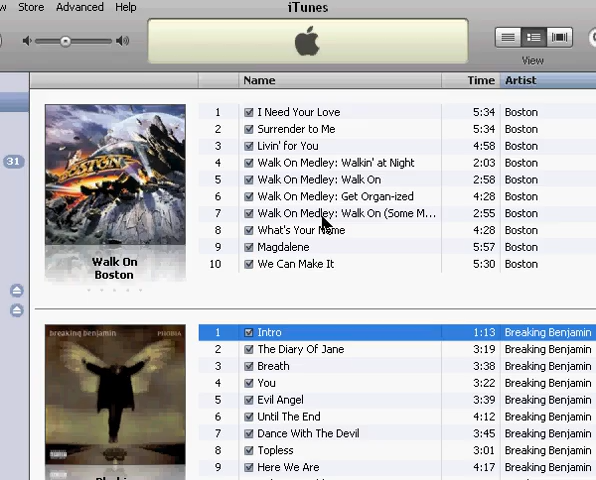 w Store Advanced Help
iTunes
View
Name Time Artist
31
1 I Need Your Love 5:34 Boston
2 Surrender to Me 5:34 Boston
3 Livin' for You 4:58 Boston
4 Walk On Medley: Walkin' at Night 2:03 Boston
5 Walk On Medley: Walk On 2:58 Boston
6 Walk On Medley: Get Organ-ized 4:28 Boston
7 Walk On Medley: Walk On (Some M... 2:55 Boston
8 What's Your Name 4:28 Boston
9 Magdalene 5:57 Boston
10 We Can Make It 5:30 Boston
BOSTON
Walk On
Boston
1 Intro 1:13 Breaking Benjamin
2 The Diary Of Jane 3:19 Breaking Benjamin
3 Breath 3:38 Breaking Benjamin
4 You 3:22 Breaking Benjamin
5 Evil Angel 3:39 Breaking Benjamin
6 Until The End 4:12 Breaking Benjamin
7 Dance With The Devil 3:45 Breaking Benjamin
8 Topless 3:01 Breaking Benjamin
9 Here We Are 4:17 Breaking Benjamin
breaking benjamin PHOBIA